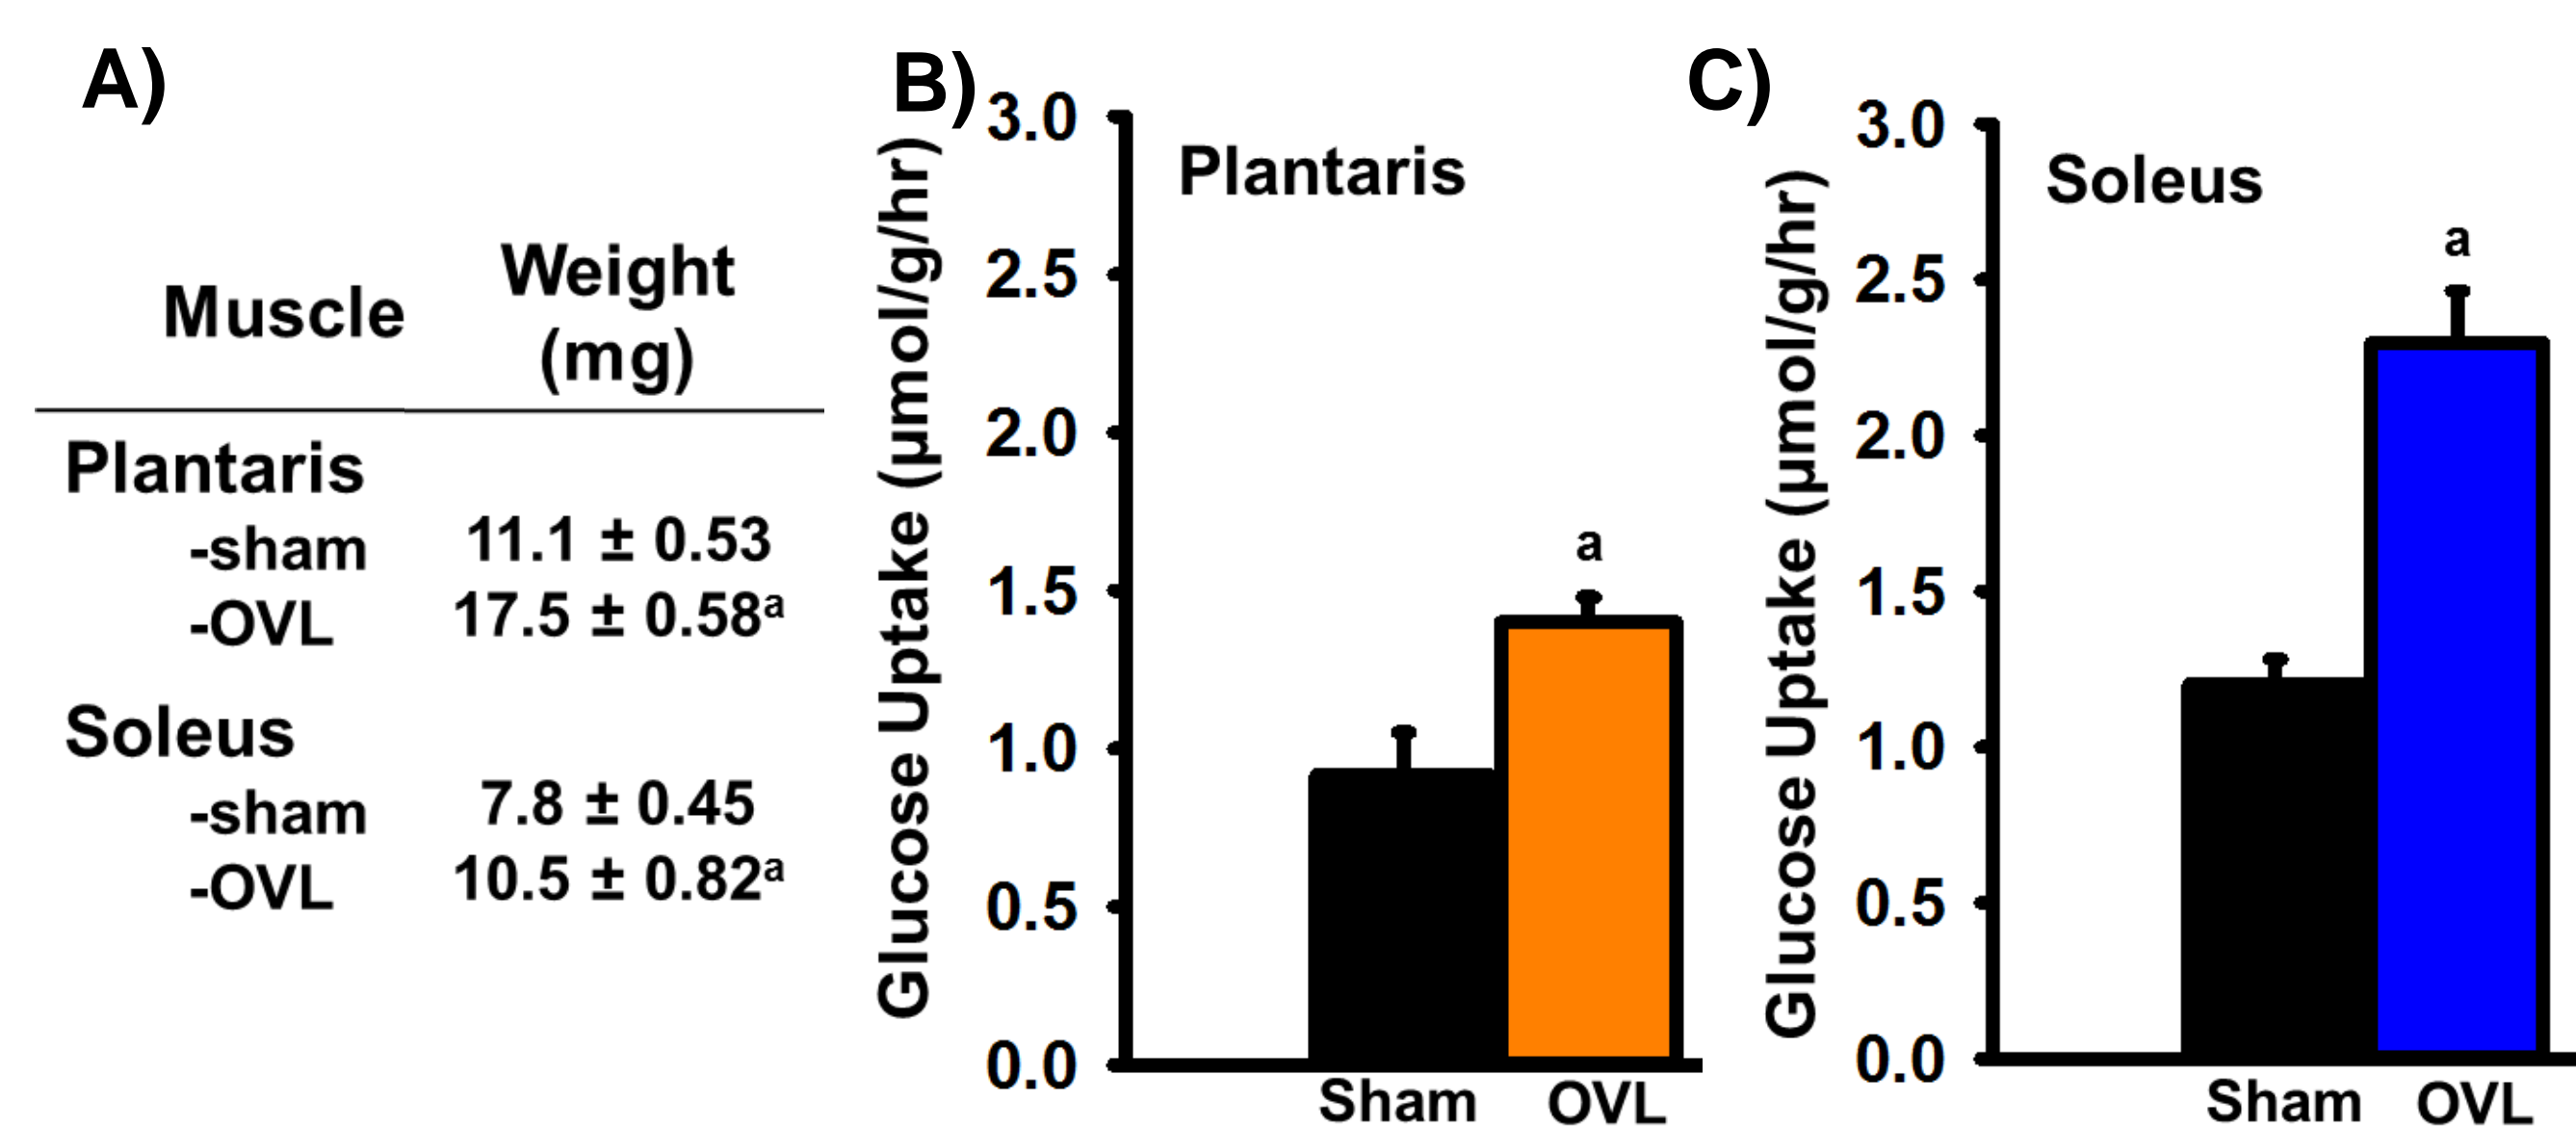 A)
Muscle Weight (mg)
Plantaris
-sham 11.1 ± 0.53
-OVL 17.5 ± 0.58a
Soleus
-sham 7.8 ± 0.45
-OVL 10.5 ± 0.82a
B)
Glucose Uptake (µmol/g/hr)
3.0
2.5
2.0
1.5
1.0
0.5
0.0
Plantaris
a
Sham OVL
C)
Glucose Uptake (µmol/g/hr)
3.0
2.5
2.0
1.5
1.0
0.5
0.0
Soleus
a
Sham OVL